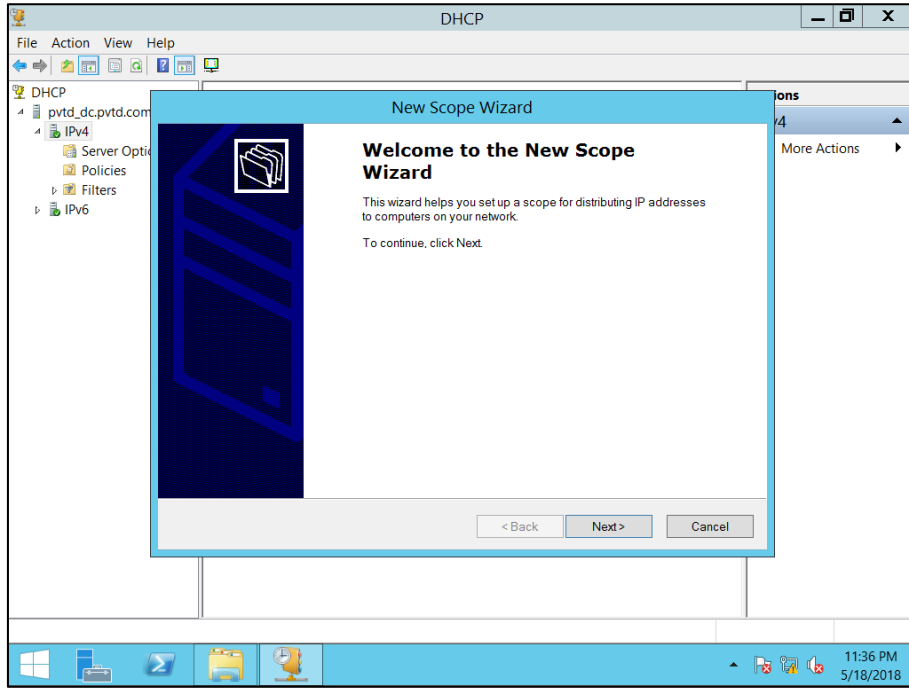 DHCP
File Action View Help
DHCP
pvtd_dc.pvtd.com
IPv4
Server Optio
Policies
Filters
IPv6
New Scope Wizard
Welcome to the New Scope
Wizard
This wizard helps you set up a scope for distributing IP addresses
to computers on your network.
To continue, click Next.
< Back Next > Cancel
ions
v4
More Actions
11:36 PM
5/18/2018